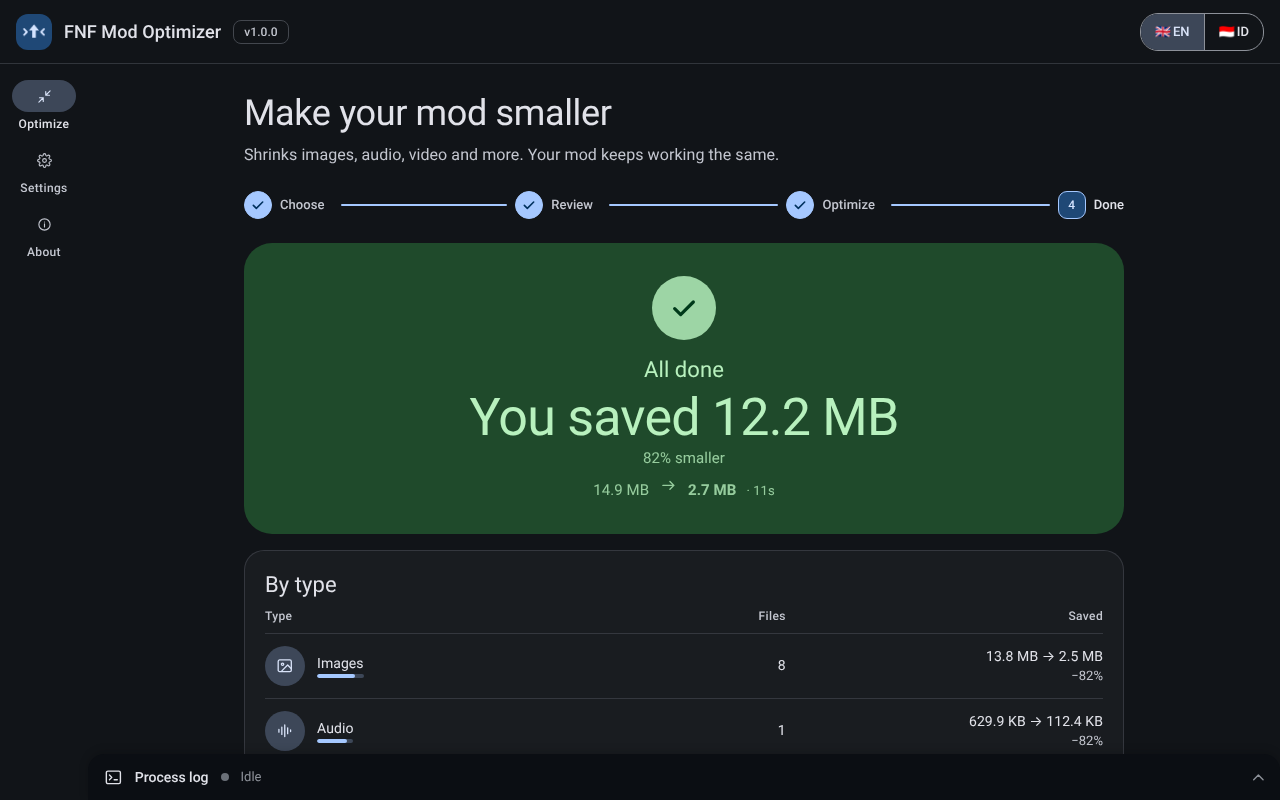 FNF Mod Optimizer v1.0.0
🇬🇧 EN 🇮🇩 ID
Optimize
Settings
About
Make your mod smaller
Shrinks images, audio, video and more. Your mod keeps working the same.
Choose Review Optimize 4 Done
All done
You saved 12.2 MB
82% smaller
14.9 MB → 2.7 MB · 11s
By type
Type Files Saved
Images 8 13.8 MB → 2.5 MB
−82%
Audio 1 629.9 KB → 112.4 KB
−82%
Process log Idle